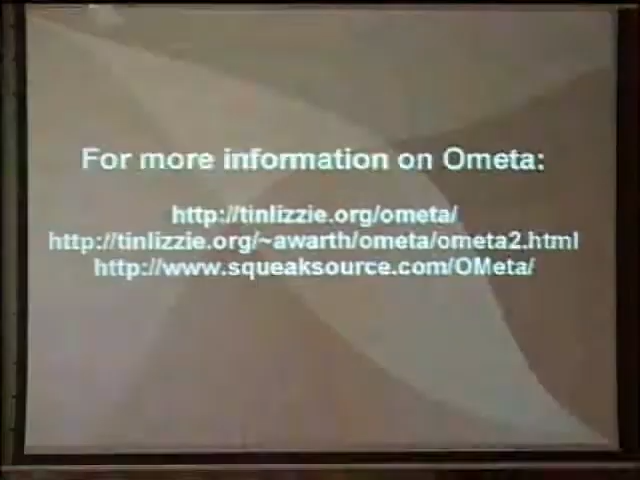 For more information on Ometa:
http://tinlizzie.org/ometa/
http://tinlizzie.org/~awarth/ometa/ometa2.html
http://www.squeaksource.com/OMeta/